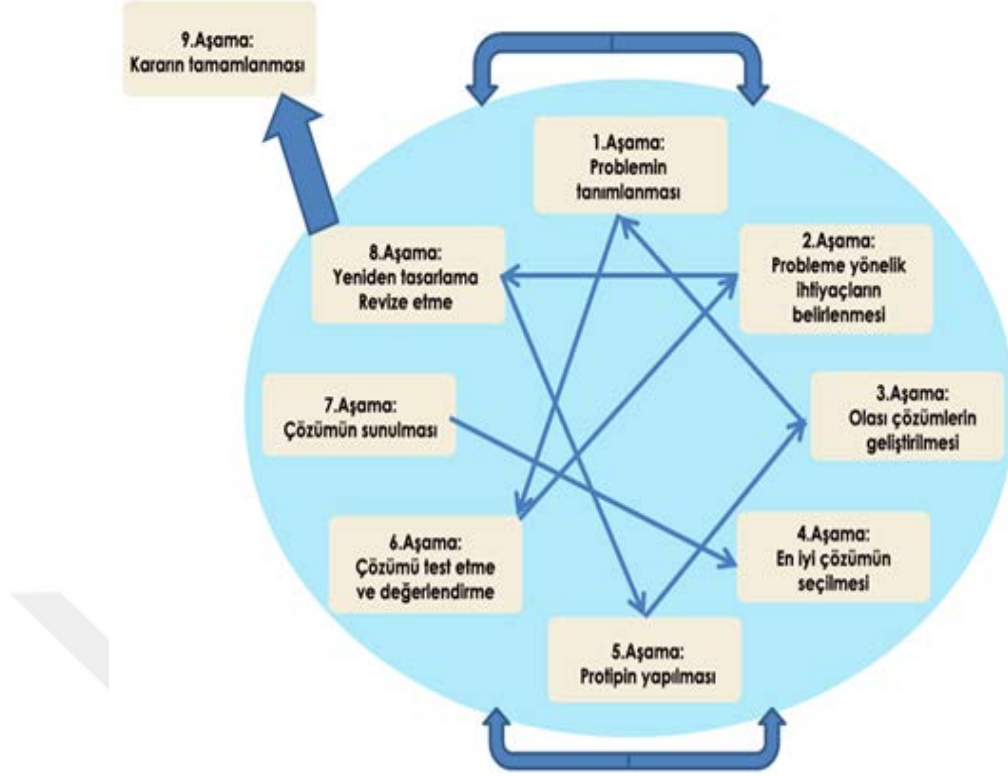 9.Aşama:
Kararın tamamlanması
1.Aşama:
Problemin
tanımlanması
2.Aşama:
Probleme yönelik
ihtiyaçların
belirlenmesi
3.Aşama:
Olası çözümlerin
geliştirilmesi
4.Aşama:
En iyi çözümün
seçilmesi
5.Aşama:
Protipin yapılması
6.Aşama:
Çözümü test etme
ve değerlendirme
7.Aşama:
Çözümün sunulması
8.Aşama:
Yeniden tasarlama
Revize etme